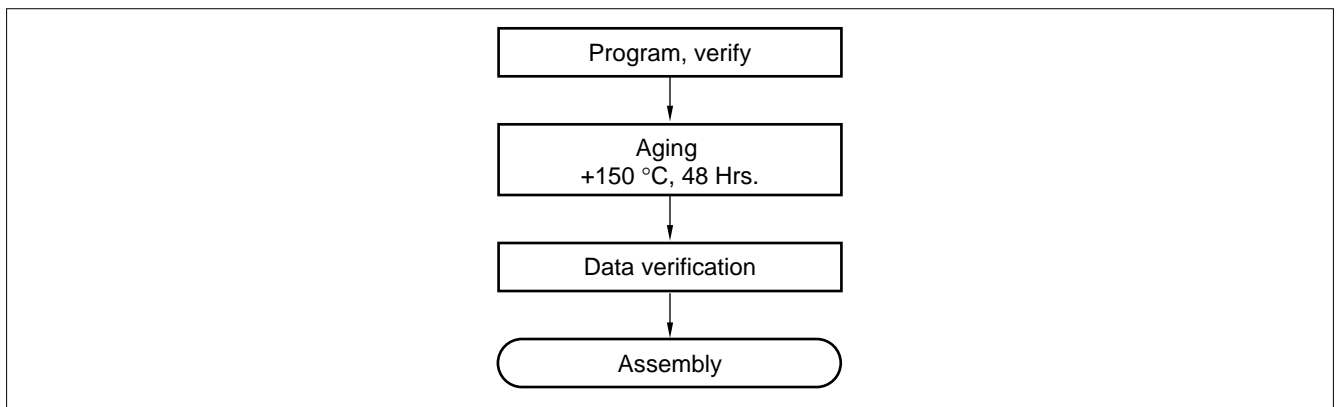 Program, verify
Aging
+150 °C, 48 Hrs.
Data verification
Assembly